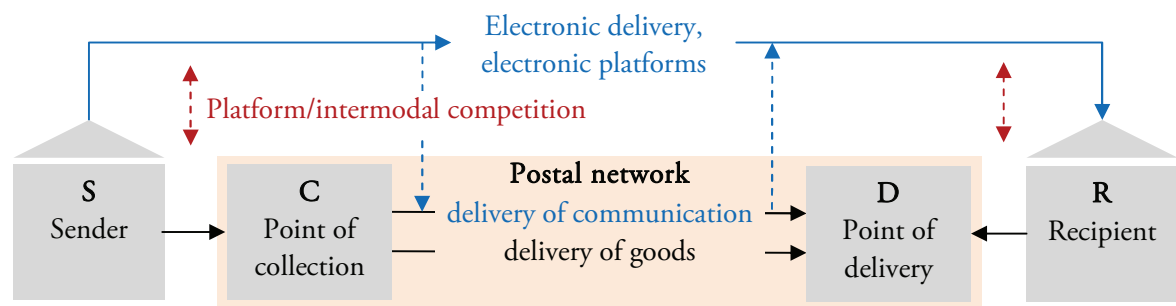 Electronic delivery,
electronic platforms
Platform/intermodal competition
Postal network
S
Sender
C
Point of
collection
delivery of communication
delivery of goods
D
Point of
delivery
R
Recipient